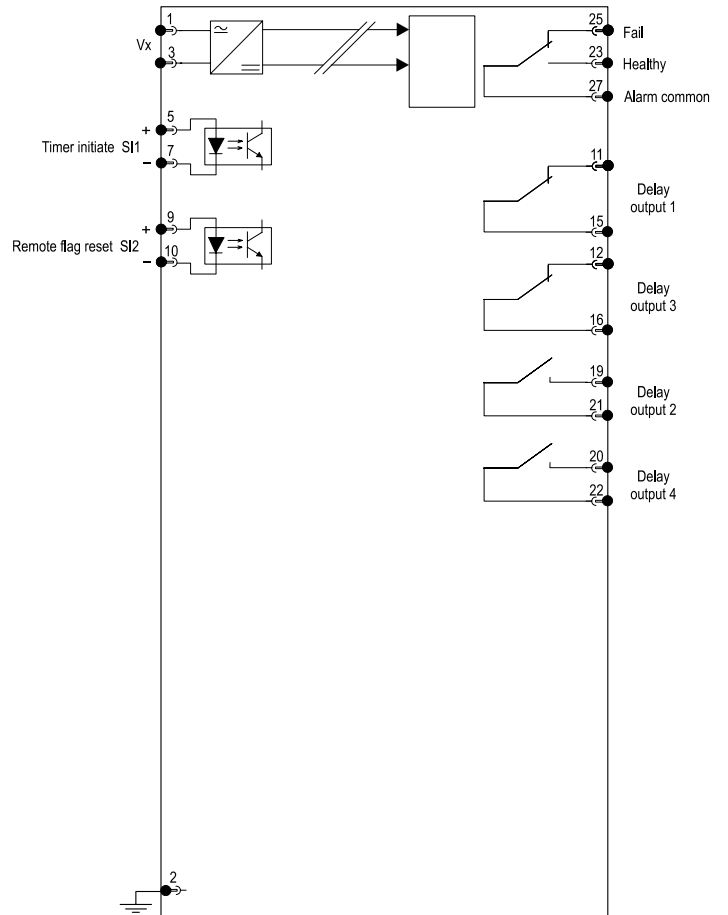 1
Vx
3
5
+
Timer initiate SI1
7
–
9
+
Remote flag reset SI2
10
–
2
25
Fail
23
Healthy
27
Alarm common
11
Delay
output 1
15
12
Delay
output 3
16
19
Delay
output 2
21
20
Delay
output 4
22